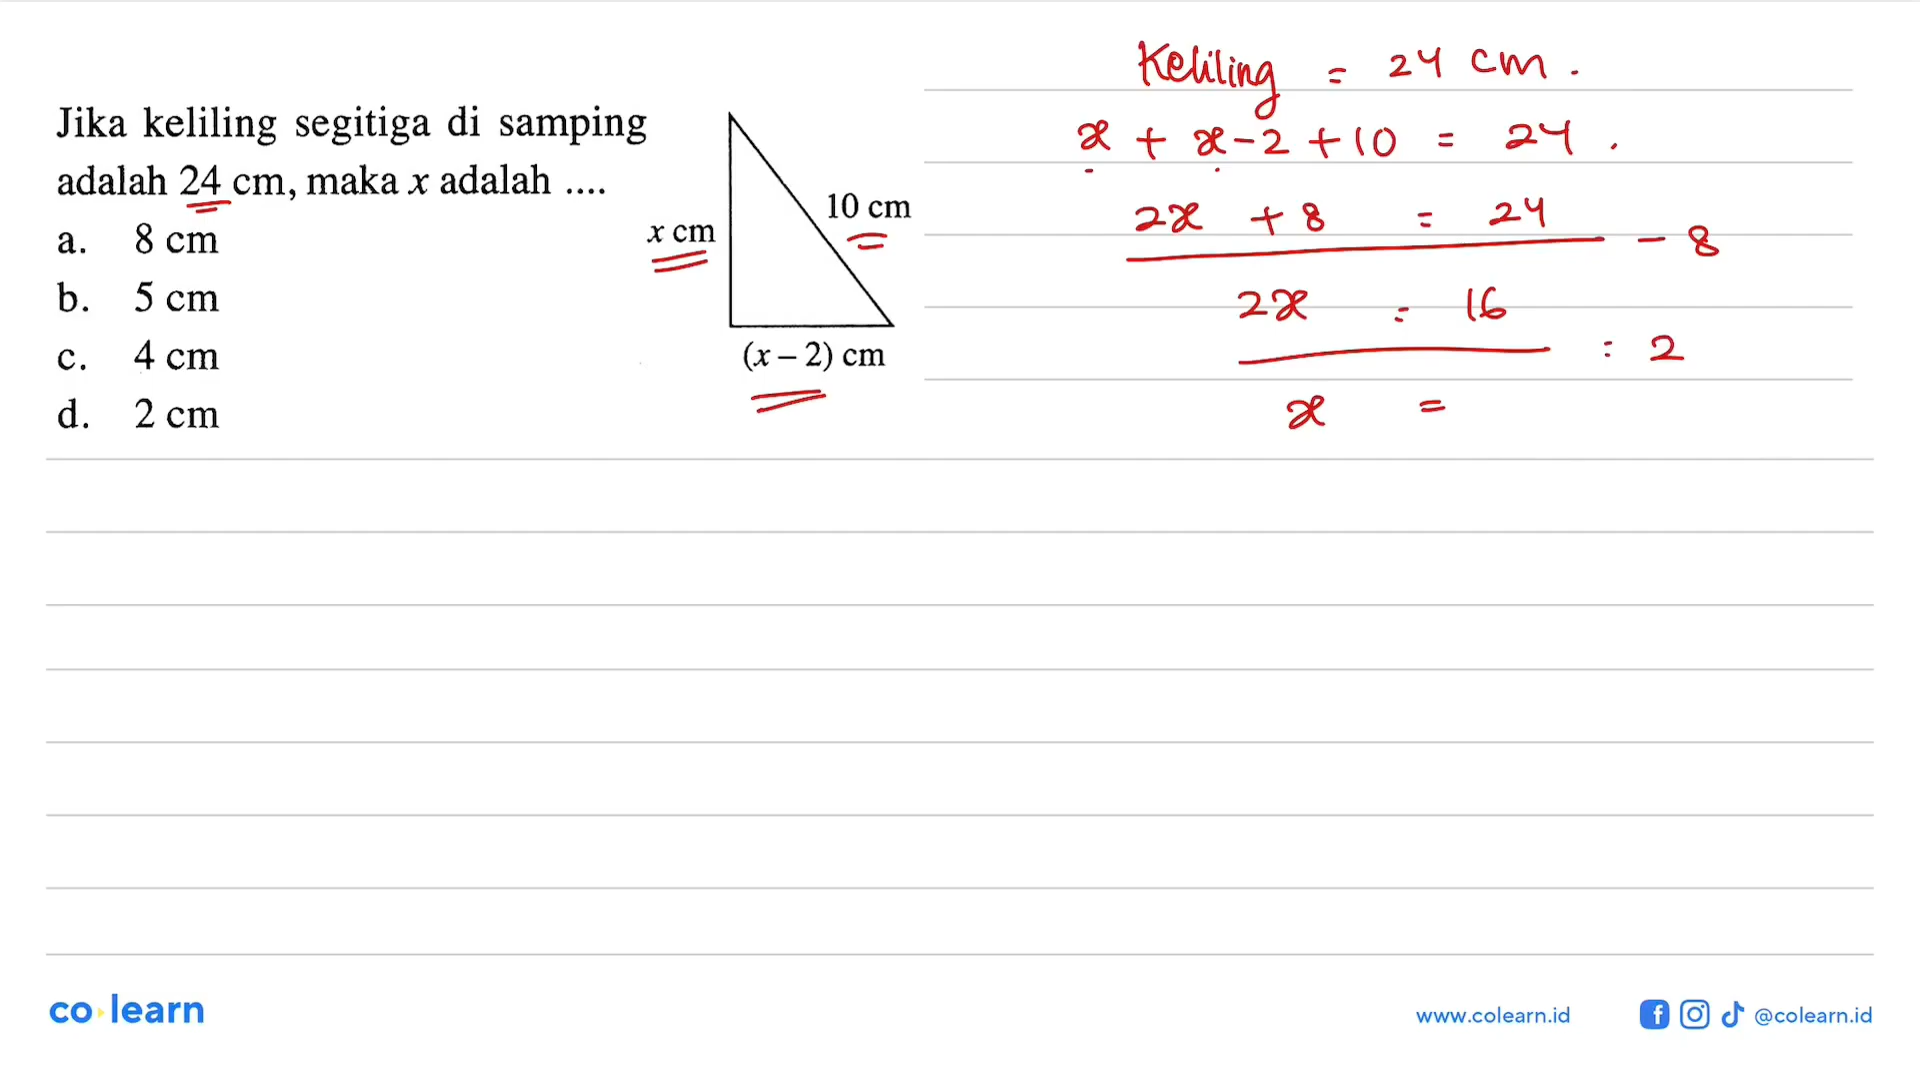 Jika keliling segitiga di samping
adalah 24 cm, maka x adalah ....
a. 8 cm
b. 5 cm
c. 4 cm
d. 2 cm
x cm
10 cm
(x – 2) cm
Keliling = 24 cm.
x + x - 2 + 10 = 24.
2x + 8 = 24
- 8
2x = 16
: 2
x =
co learn
www.colearn.id
@colearn.id